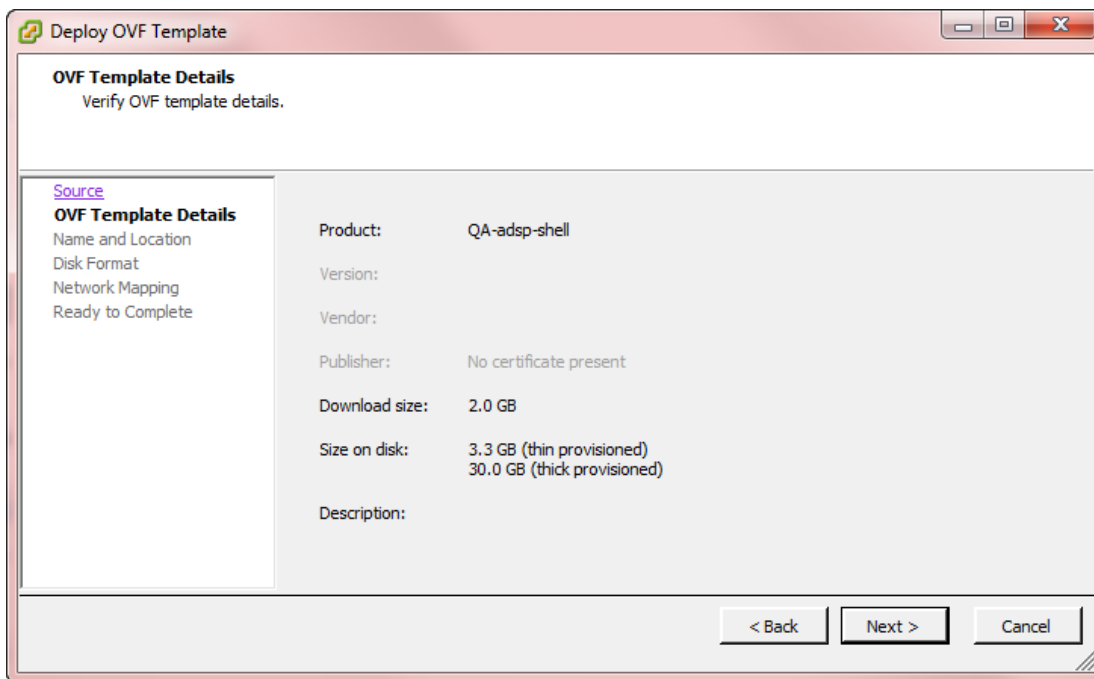 Deploy OVF Template
OVF Template Details
Verify OVF template details.
Source
OVF Template Details
Name and Location
Disk Format
Network Mapping
Ready to Complete
Product: QA-adsp-shell
Version:
Vendor:
Publisher: No certificate present
Download size: 2.0 GB
Size on disk: 3.3 GB (thin provisioned)
30.0 GB (thick provisioned)
Description:
< Back Next > Cancel